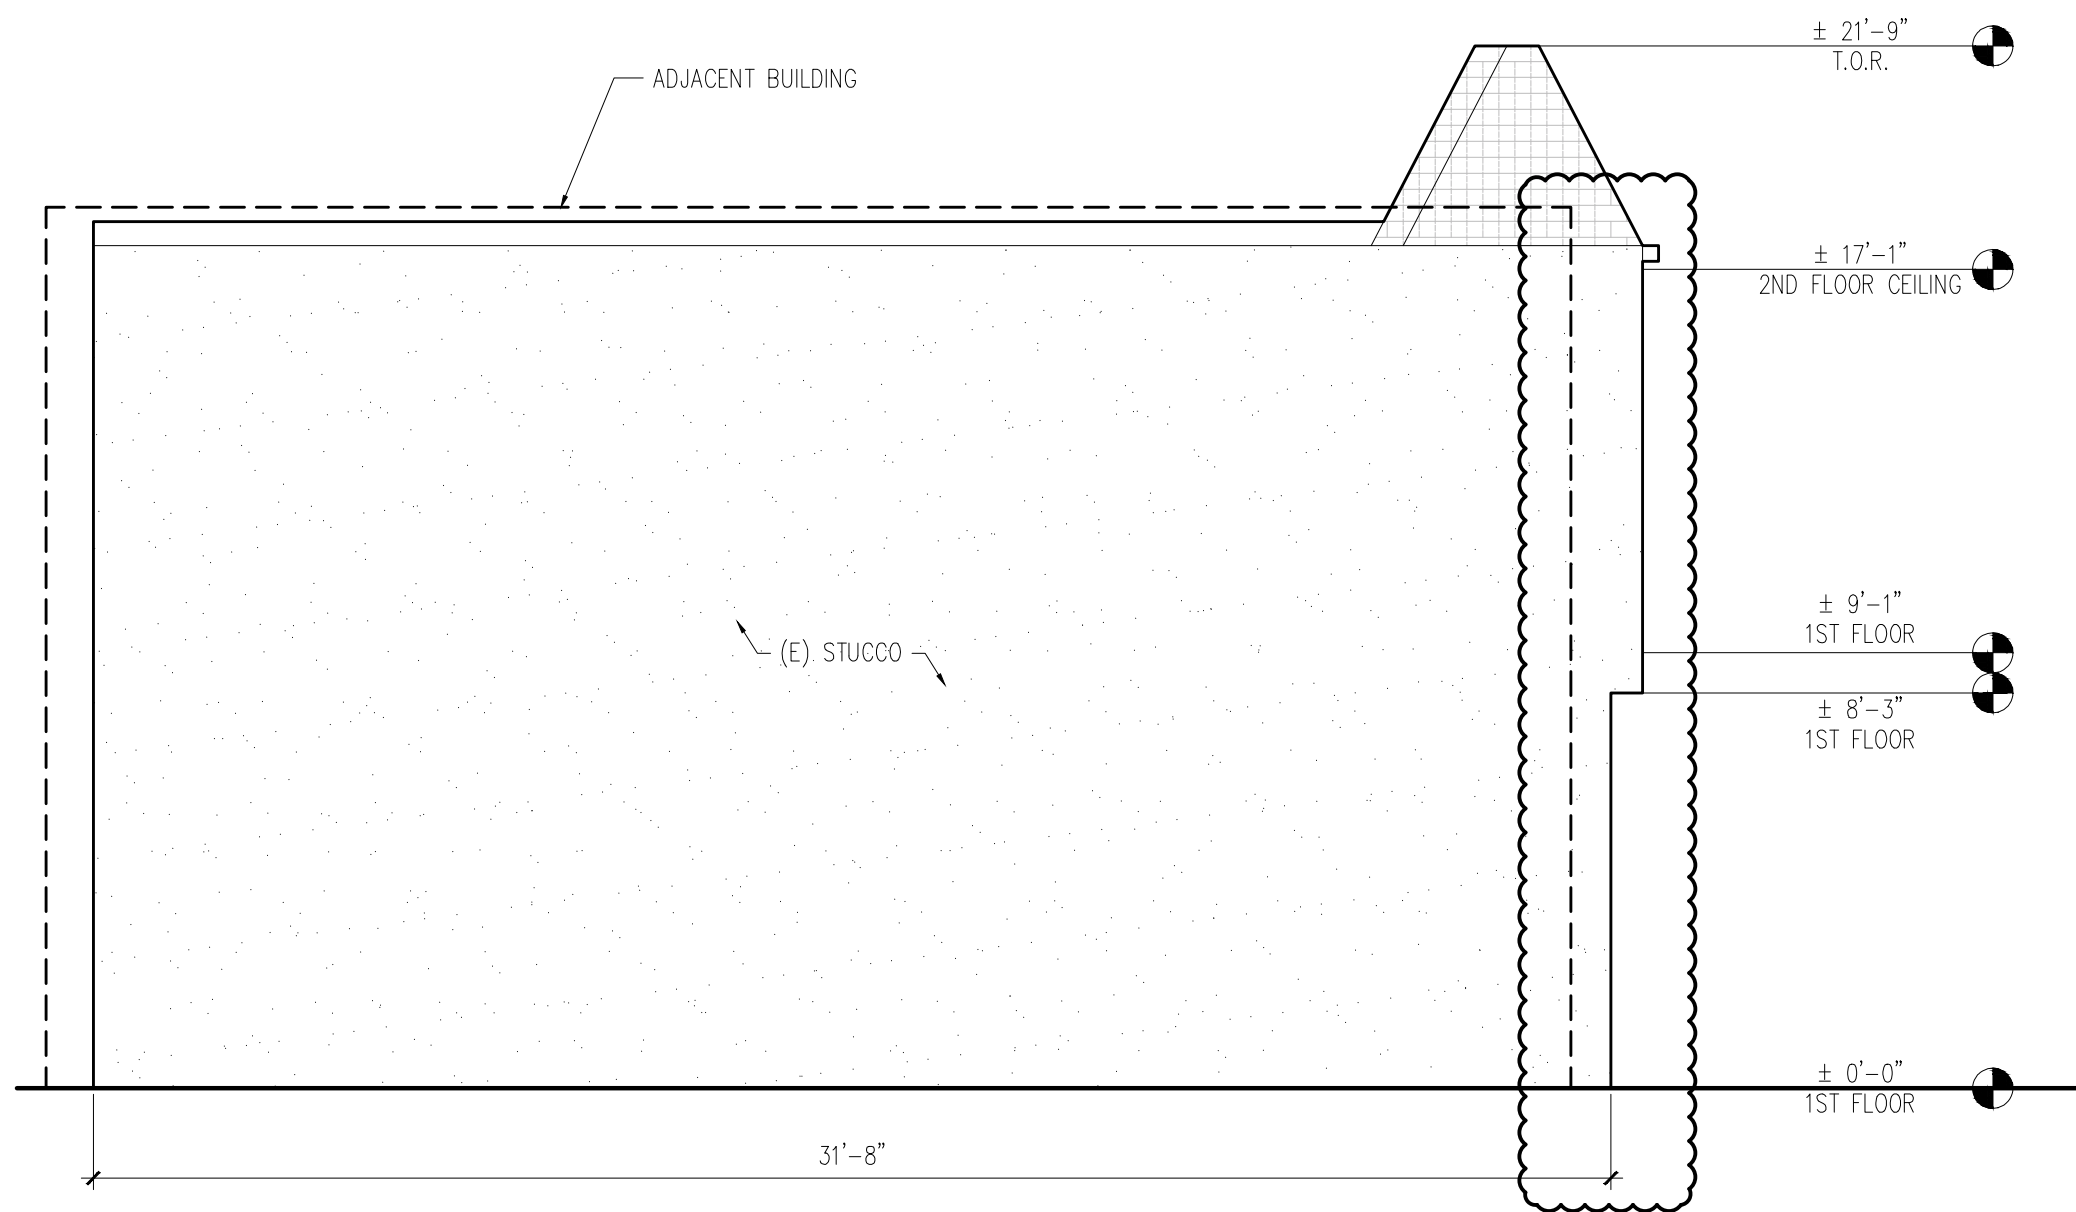 ± 21’-9”
T.O.R.
ADJACENT BUILDING
± 17’-1”
2ND FLOOR CEILING
± 9’-1”
1ST FLOOR
(E) STUCCO
± 8’-3”
1ST FLOOR
± 0’-0”
1ST FLOOR
31’-8”